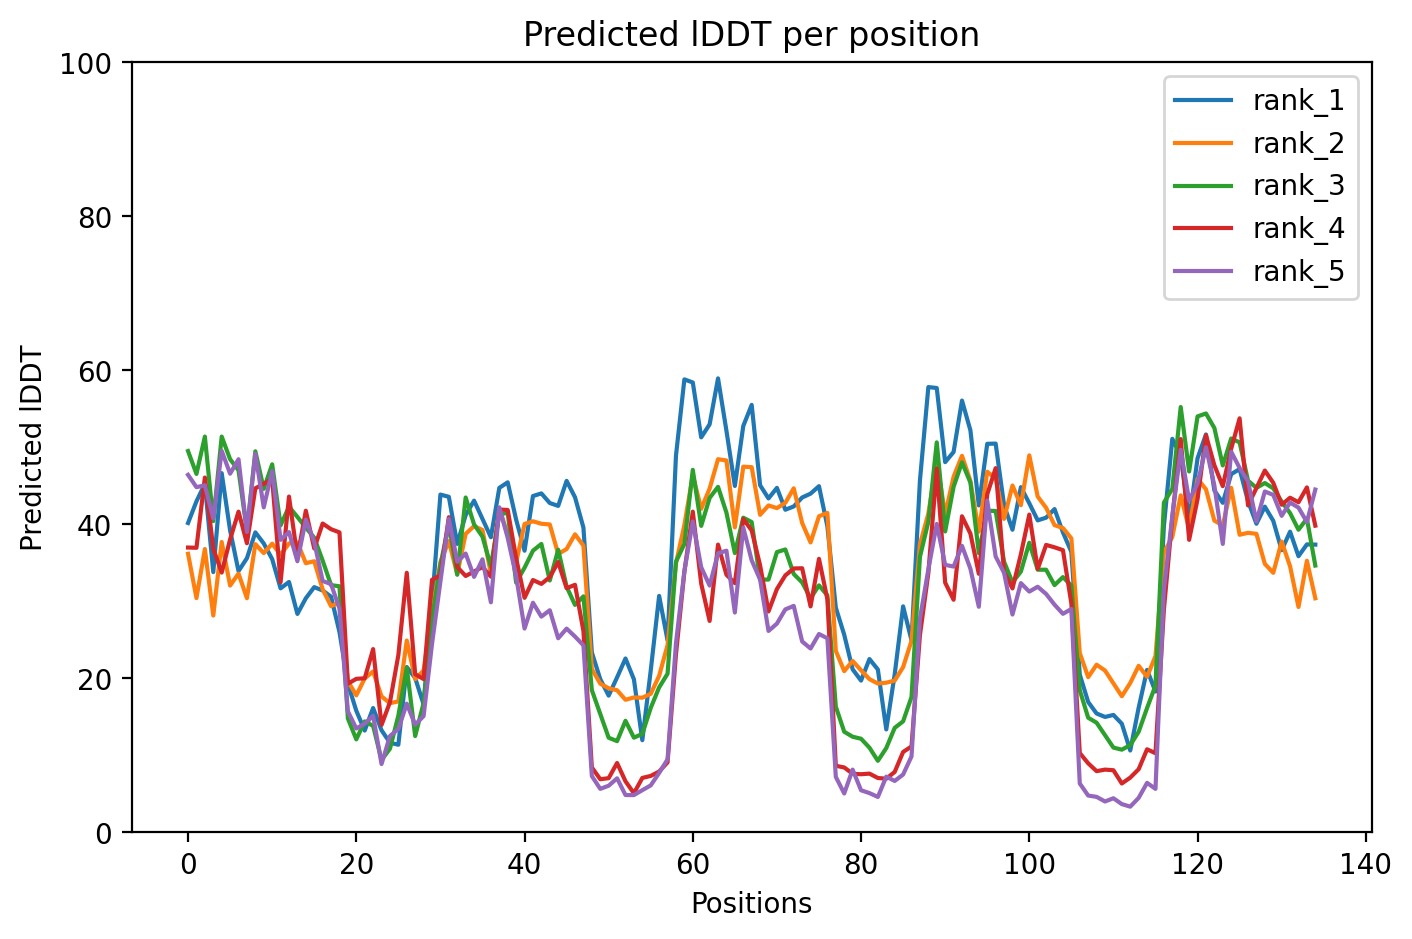 Predicted lDDT per position
100
80
60
40
20
0
Predicted lDDT
rank_1
rank_2
rank_3
rank_4
rank_5
0 20 40 60 80 100 120 140
Positions